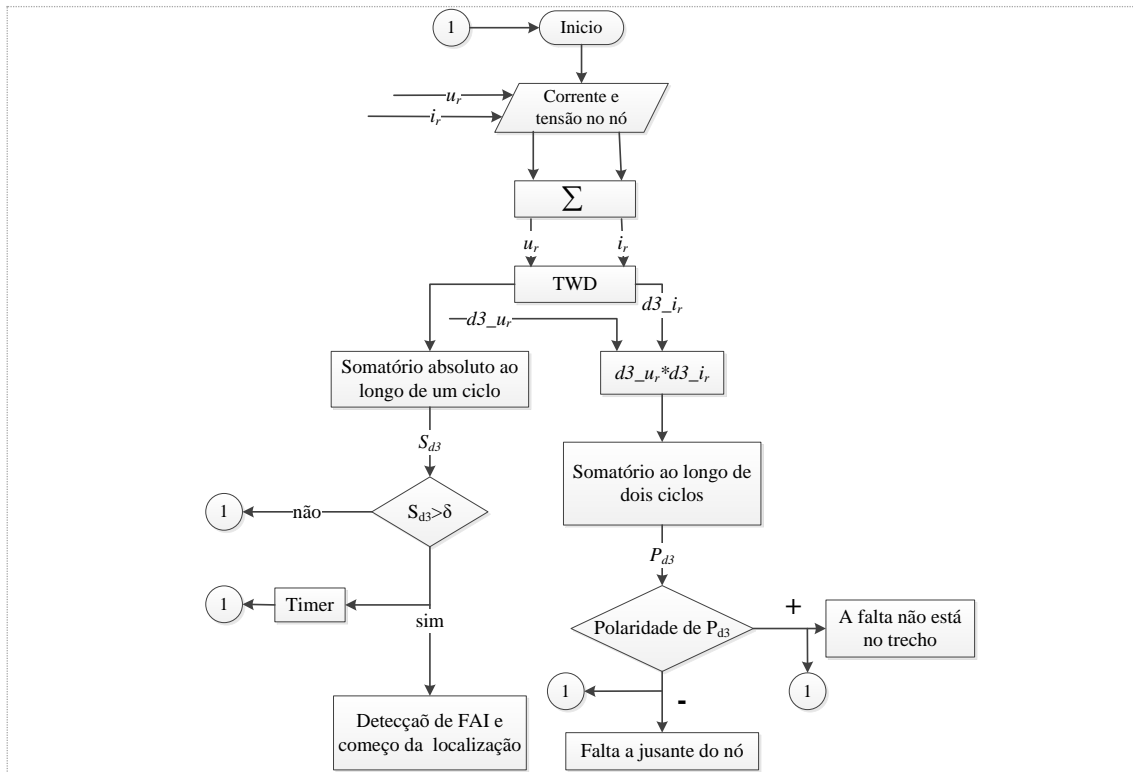 1
Inicio
u_r
i_r
Corrente e
tensão no nó
∑
u_r
i_r
TWD
d3_i_r
d3_u_r
Somatório absoluto ao
longo de um ciclo
d3_u_r*d3_i_r
S_d3
Somatório ao longo de
dois ciclos
1
não
S_d3>δ
P_d3
1
Timer
sim
Polaridade de P_d3
+
A falta não está
no trecho
1
1
-
Detecçaõ de FAI e
começo da localização
Falta a jusante do nó